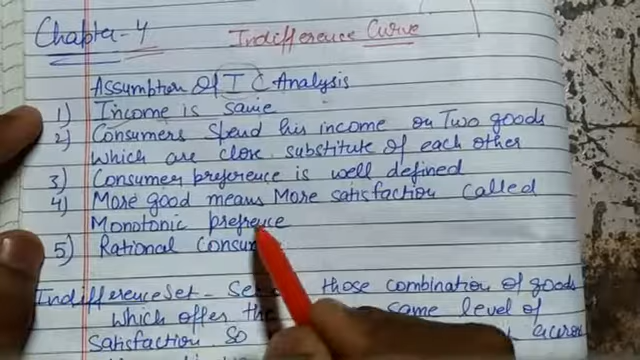 Chapter-4
Indifference Curve
Assumption Of I C Analysis
1) Income is same
2) Consumers spend his income on Two goods
which are close substitute of each other
3) Consumer preference is well defined
4) More good means More satisfaction called
Monotonic prefrence
5) Rational
Indifference set - those combination of goods
which offer the same level of
satisfaction so